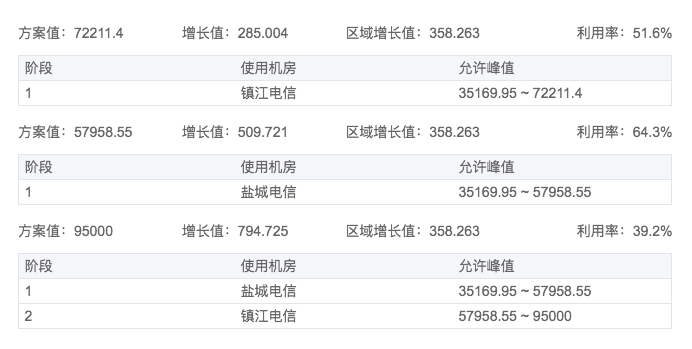 方案值：72211.4 增长值：285.004 区域增长值：358.263 利用率：51.6%
阶段 使用机房 允许峰值
1 镇江电信 35169.95 ~ 72211.4
方案值：57958.55 增长值：509.721 区域增长值：358.263 利用率：64.3%
阶段 使用机房 允许峰值
1 盐城电信 35169.95 ~ 57958.55
方案值：95000 增长值：794.725 区域增长值：358.263 利用率：39.2%
阶段 使用机房 允许峰值
1 盐城电信 35169.95 ~ 57958.55
2 镇江电信 57958.55 ~ 95000